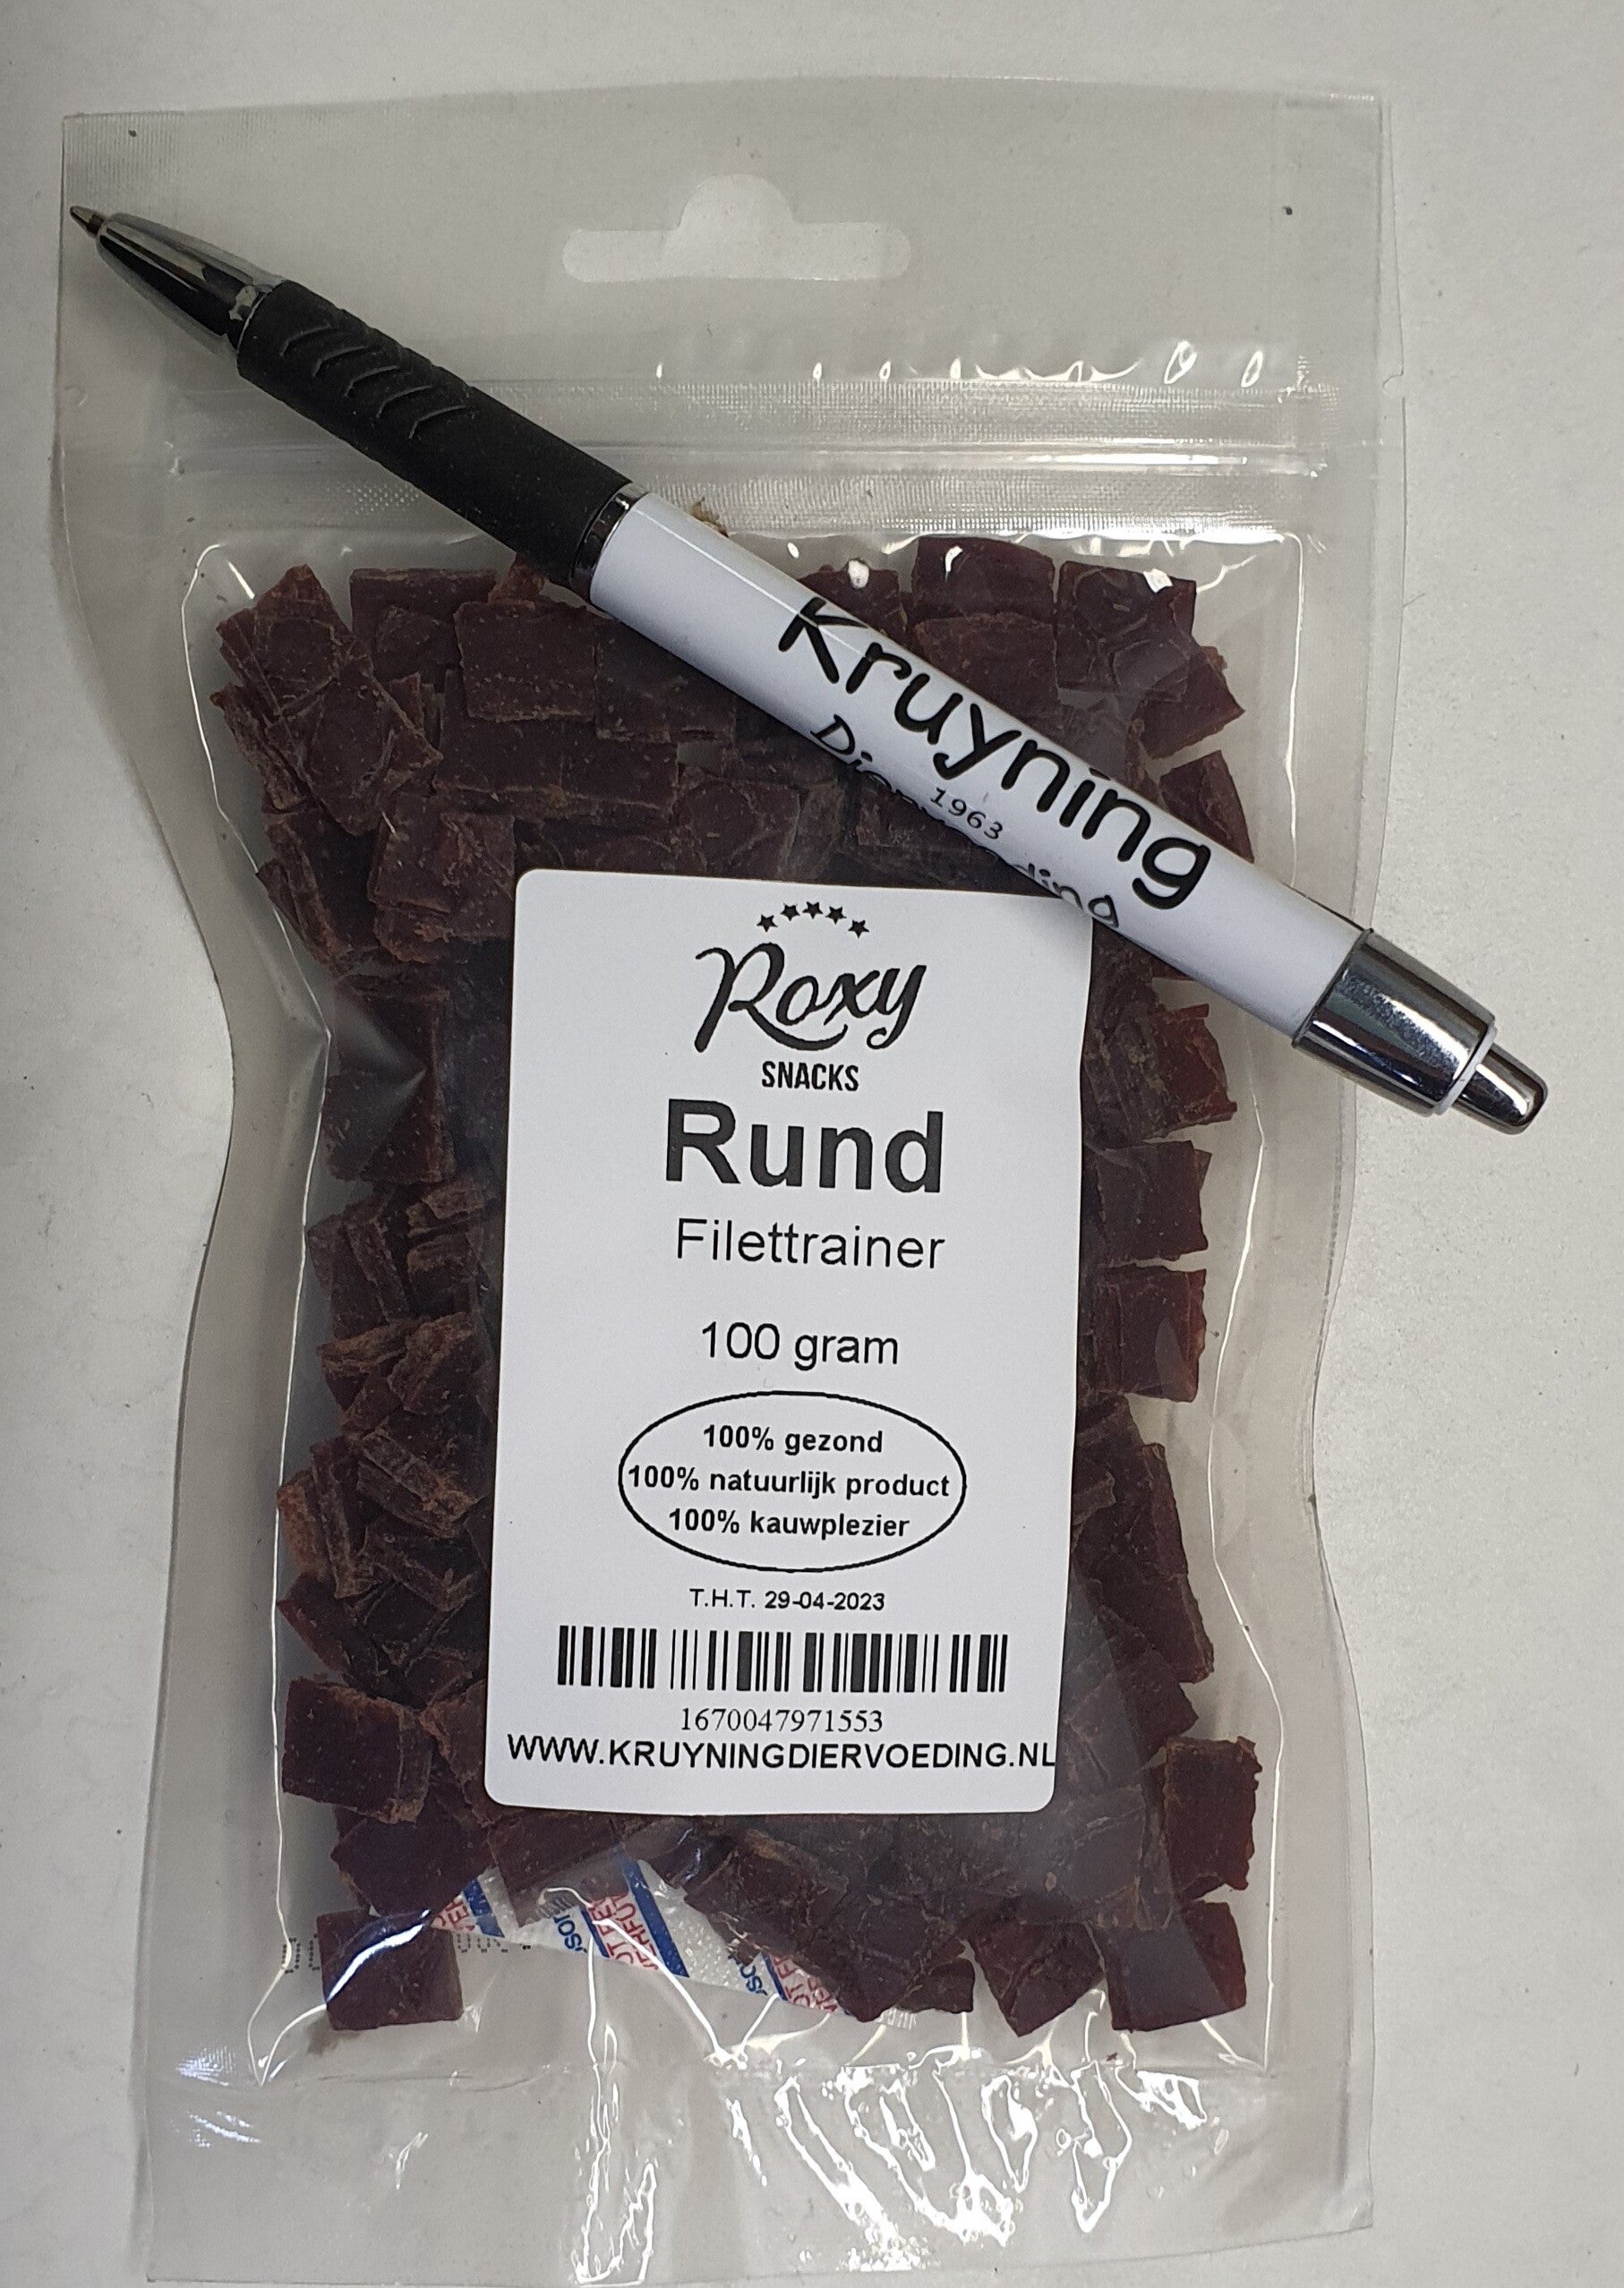 Kruyning
1963
Roxy
SNACKS
Rund
Filettrainer
100 gram
100% gezond
100% natuurlijk product
100% kauwplezier
T.H.T. 29-04-2023
1670047971553
WWW.KRUYNINGDIERVOEDING.NL